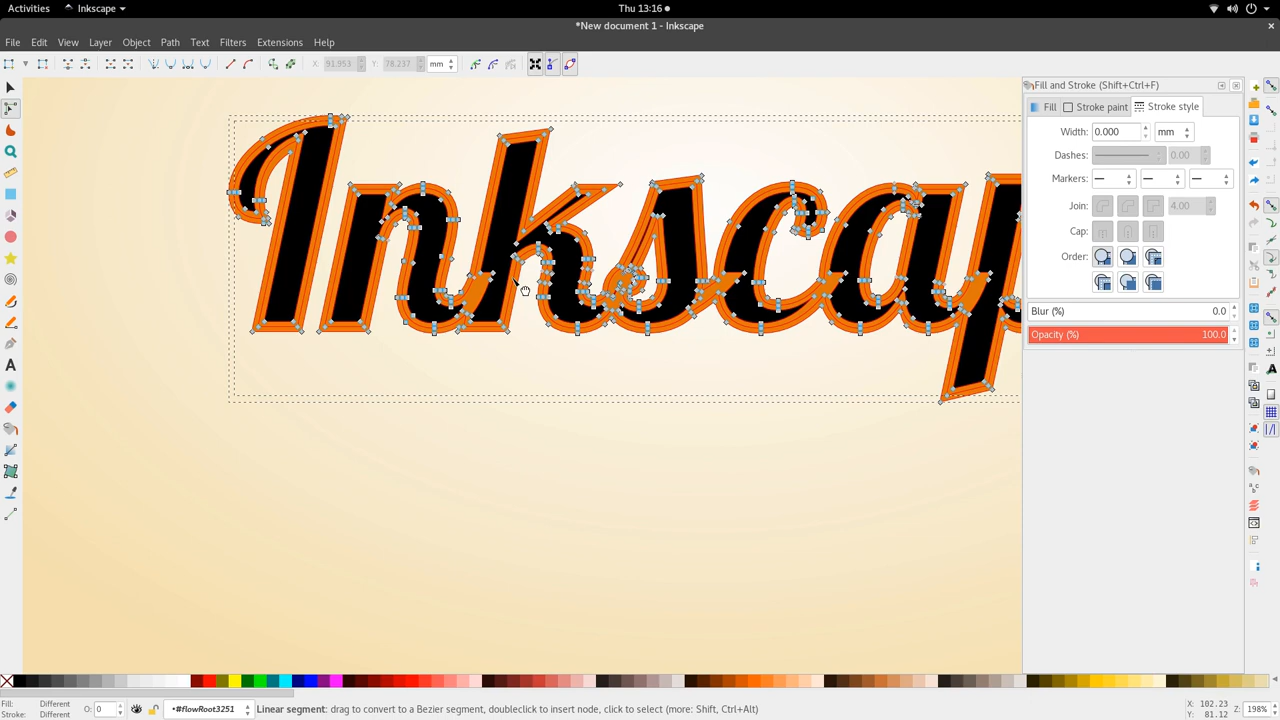 Activities Inkscape Thu 13:16
*New document 1 - Inkscape
File Edit View Layer Object Path Text Filters Extensions Help
X: 91.953 Y: 78.237 mm
Fill and Stroke (Shift+Ctrl+F)
Fill Stroke paint Stroke style
Width: 0.000 mm
Dashes: 0.00
Markers:
Join: 4.00
Cap:
Order:
Blur (%) 0.0
Opacity (%) 100.0
Inkscap
Fill: Different
Stroke: Different
O: 0
•#flowRoot3251
Linear segment: drag to convert to a Bezier segment, doubleclick to insert node, click to select (more: Shift, Ctrl+Alt)
X: 102.23
Y: 81.12
Z: 198%